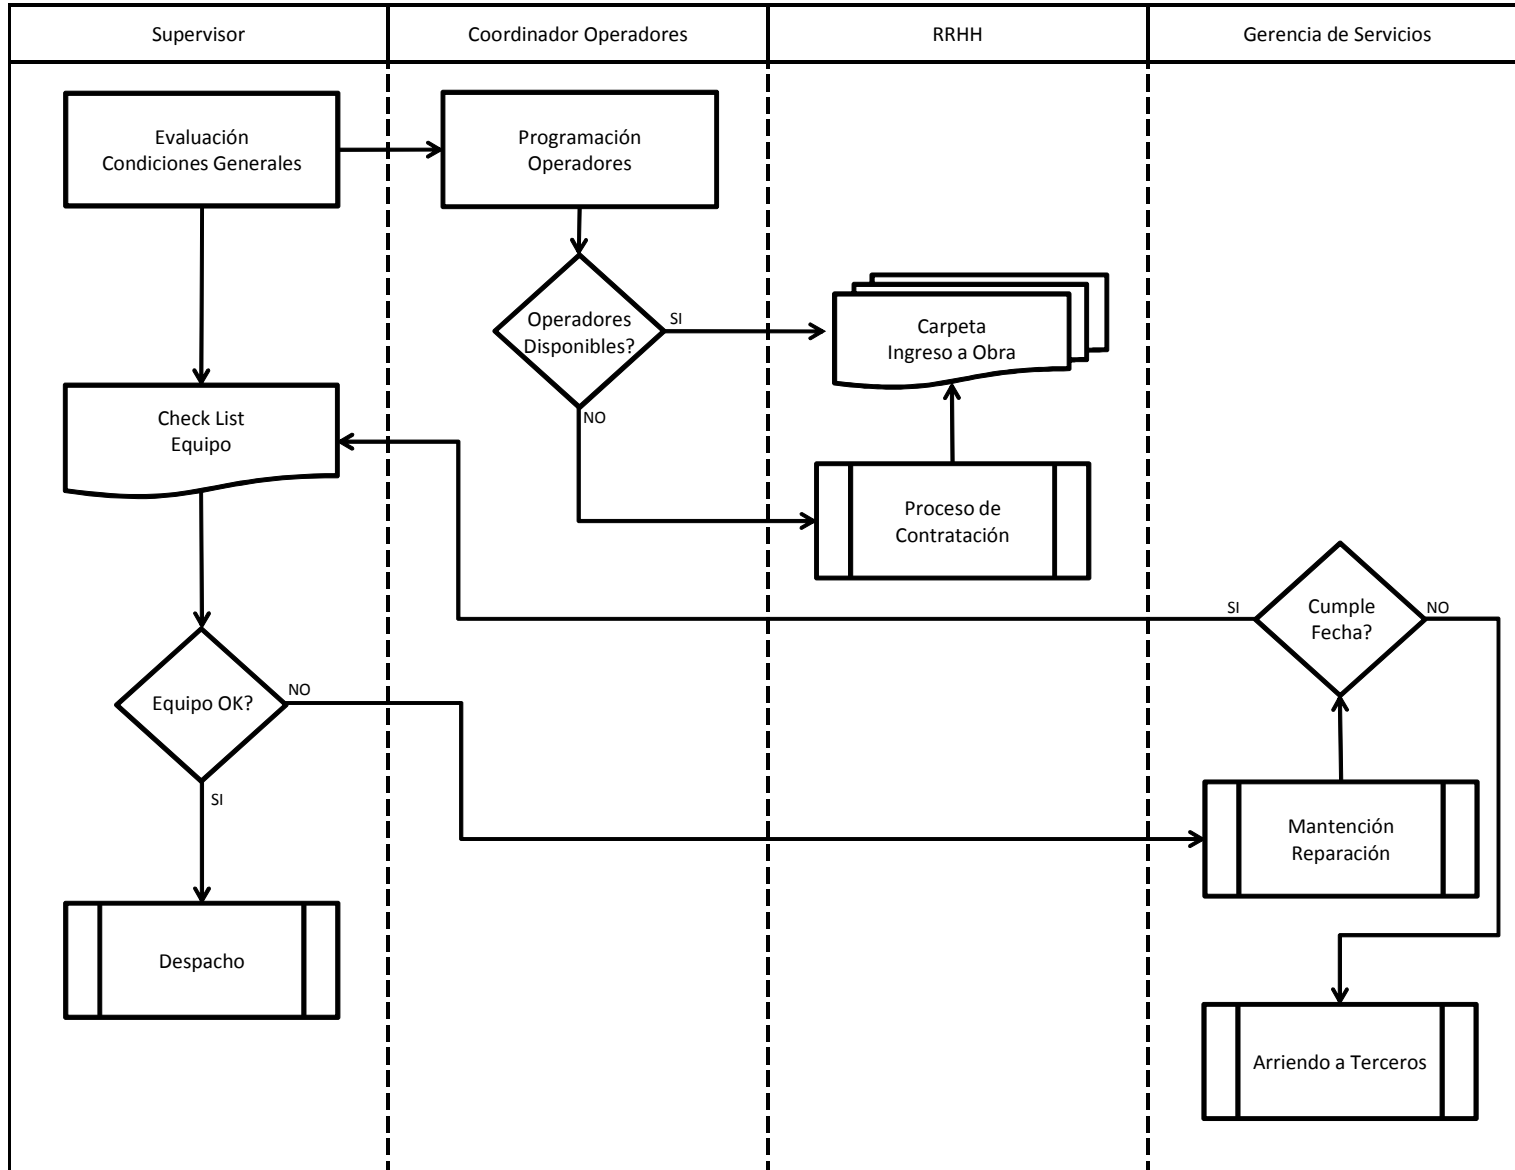 Supervisor
Coordinador Operadores
RRHH
Gerencia de Servicios
Evaluación
Condiciones Generales
Programación
Operadores
Operadores
Disponibles?
SI
NO
Carpeta
Ingreso a Obra
Check List
Equipo
Proceso de
Contratación
SI
Cumple
Fecha?
NO
Equipo OK?
NO
SI
Mantención
Reparación
Despacho
Arriendo a Terceros